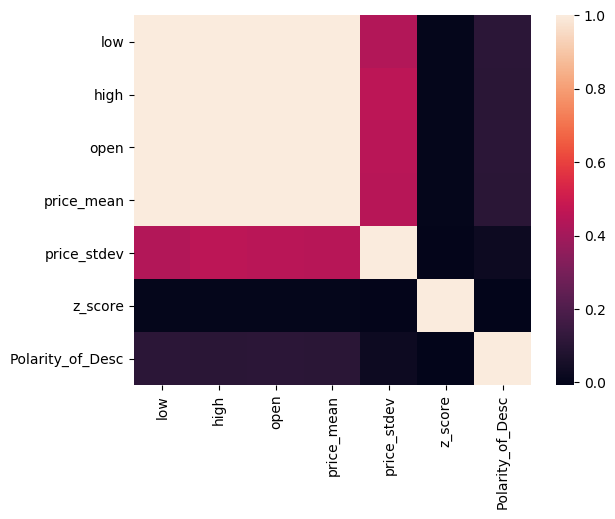 low
high
open
price_mean
price_stdev
z_score
Polarity_of_Desc
low
high
open
price_mean
price_stdev
z_score
Polarity_of_Desc
1.0
0.8
0.6
0.4
0.2
0.0